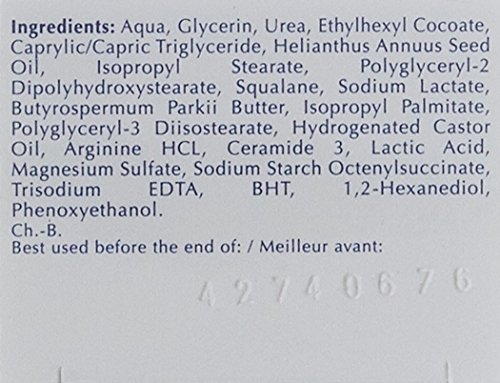 Ingredients: Aqua, Glycerin, Urea, Ethylhexyl Cocoate,
Caprylic/Capric Triglyceride, Helianthus Annuus Seed
Oil, Isopropyl Stearate, Polyglyceryl-2
Dipolyhydroxystearate, Squalane, Sodium Lactate,
Butyrospermum Parkii Butter, Isopropyl Palmitate,
Polyglyceryl-3 Diisostearate, Hydrogenated Castor
Oil, Arginine HCL, Ceramide 3, Lactic Acid,
Magnesium Sulfate, Sodium Starch Octenylsuccinate,
Trisodium EDTA, BHT, 1,2-Hexanediol,
Phenoxyethanol.
Ch.-B.
Best used before the end of: / Meilleur avant:
42740676